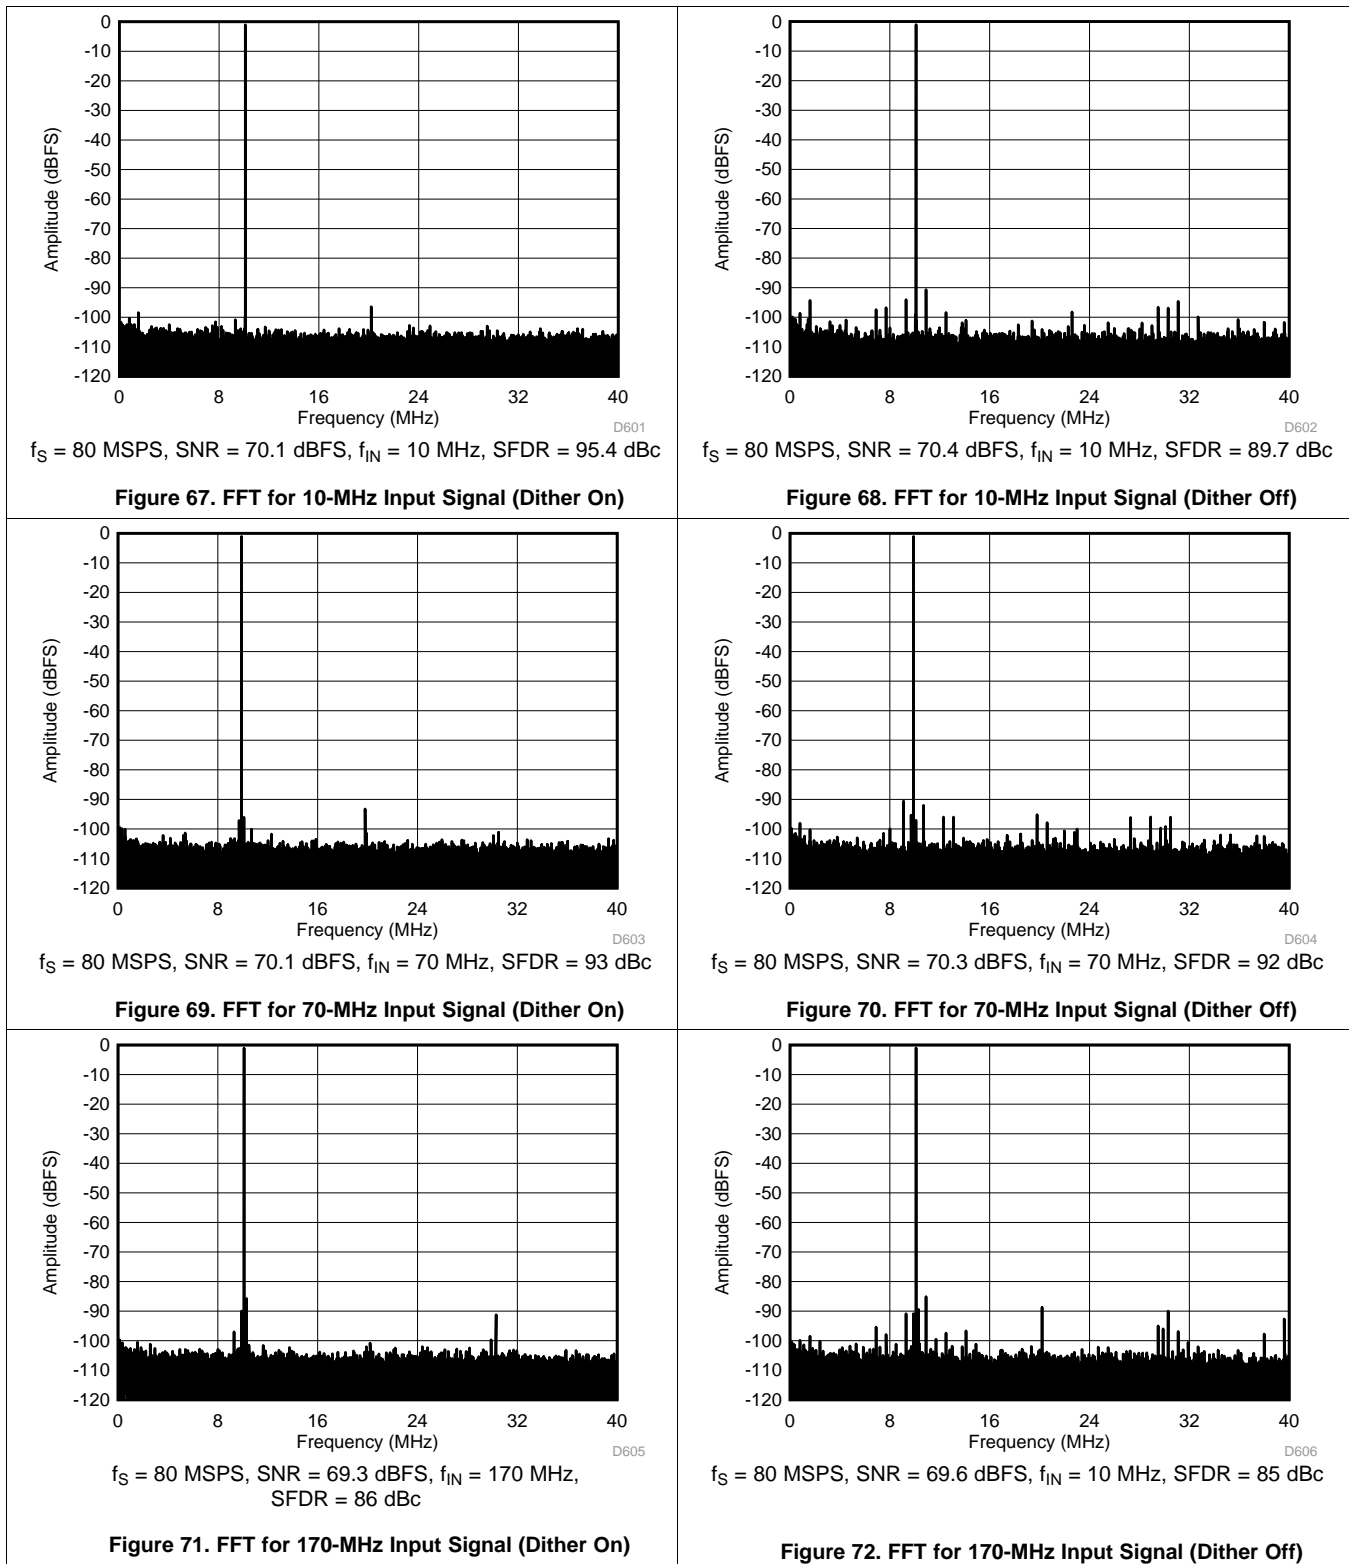 0
-10
-20
-30
-40
-50
-60
-70
-80
-90
-100
-110
-120
Amplitude (dBFS)
0 8 16 24 32 40
Frequency (MHz)
D601
fS = 80 MSPS, SNR = 70.1 dBFS, fIN = 10 MHz, SFDR = 95.4 dBc
Figure 67. FFT for 10-MHz Input Signal (Dither On)
0
-10
-20
-30
-40
-50
-60
-70
-80
-90
-100
-110
-120
Amplitude (dBFS)
0 8 16 24 32 40
Frequency (MHz)
D602
fS = 80 MSPS, SNR = 70.4 dBFS, fIN = 10 MHz, SFDR = 89.7 dBc
Figure 68. FFT for 10-MHz Input Signal (Dither Off)
0
-10
-20
-30
-40
-50
-60
-70
-80
-90
-100
-110
-120
Amplitude (dBFS)
0 8 16 24 32 40
Frequency (MHz)
D603
fS = 80 MSPS, SNR = 70.1 dBFS, fIN = 70 MHz, SFDR = 93 dBc
Figure 69. FFT for 70-MHz Input Signal (Dither On)
0
-10
-20
-30
-40
-50
-60
-70
-80
-90
-100
-110
-120
Amplitude (dBFS)
0 8 16 24 32 40
Frequency (MHz)
D604
fS = 80 MSPS, SNR = 70.3 dBFS, fIN = 70 MHz, SFDR = 92 dBc
Figure 70. FFT for 70-MHz Input Signal (Dither Off)
0
-10
-20
-30
-40
-50
-60
-70
-80
-90
-100
-110
-120
Amplitude (dBFS)
0 8 16 24 32 40
Frequency (MHz)
D605
fS = 80 MSPS, SNR = 69.3 dBFS, fIN = 170 MHz,
SFDR = 86 dBc
Figure 71. FFT for 170-MHz Input Signal (Dither On)
0
-10
-20
-30
-40
-50
-60
-70
-80
-90
-100
-110
-120
Amplitude (dBFS)
0 8 16 24 32 40
Frequency (MHz)
D606
fS = 80 MSPS, SNR = 69.6 dBFS, fIN = 10 MHz, SFDR = 85 dBc
Figure 72. FFT for 170-MHz Input Signal (Dither Off)